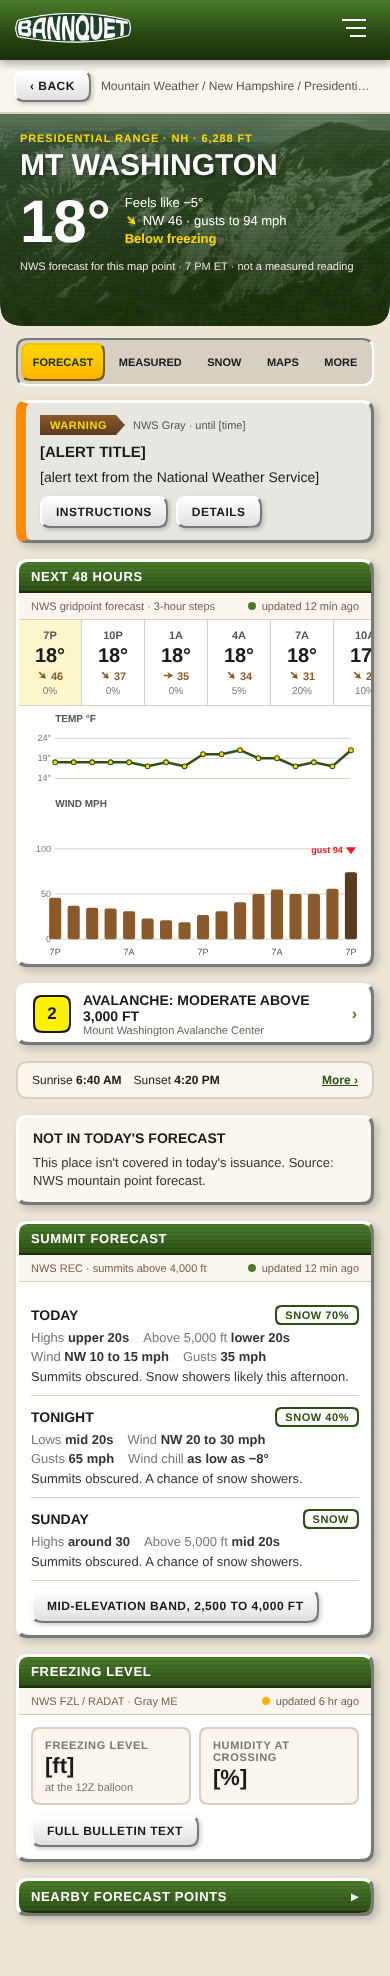 BANNQUET
‹ BACK
Mountain Weather / New Hampshire / Presidenti…
PRESIDENTIAL RANGE · NH · 6,288 FT
MT WASHINGTON
18°
Feels like −5°
NW 46 · gusts to 94 mph
Below freezing
NWS forecast for this map point · 7 PM ET · not a measured reading
FORECAST MEASURED SNOW MAPS MORE
WARNING NWS Gray · until [time]
[ALERT TITLE]
[alert text from the National Weather Service]
INSTRUCTIONS DETAILS
NEXT 48 HOURS
NWS gridpoint forecast · 3-hour steps updated 12 min ago
7P 10P 1A 4A 7A 10A
18° 18° 18° 18° 18° 17
46 37 35 34 31 2
0% 0% 0% 5% 20% 10%
TEMP °F
24°
19°
14°
WIND MPH
100
gust 94
50
0
7P 7A 7P 7A 7P
2
AVALANCHE: MODERATE ABOVE
3,000 FT
Mount Washington Avalanche Center
›
Sunrise 6:40 AM Sunset 4:20 PM More ›
NOT IN TODAY'S FORECAST
This place isn't covered in today's issuance. Source:
NWS mountain point forecast.
SUMMIT FORECAST
NWS REC · summits above 4,000 ft updated 12 min ago
TODAY SNOW 70%
Highs upper 20s Above 5,000 ft lower 20s
Wind NW 10 to 15 mph Gusts 35 mph
Summits obscured. Snow showers likely this afternoon.
TONIGHT SNOW 40%
Lows mid 20s Wind NW 20 to 30 mph
Gusts 65 mph Wind chill as low as −8°
Summits obscured. A chance of snow showers.
SUNDAY SNOW
Highs around 30 Above 5,000 ft mid 20s
Summits obscured. A chance of snow showers.
MID-ELEVATION BAND, 2,500 TO 4,000 FT
FREEZING LEVEL
NWS FZL / RADAT · Gray ME updated 6 hr ago
FREEZING LEVEL
[ft]
at the 12Z balloon
HUMIDITY AT
CROSSING
[%]
FULL BULLETIN TEXT
NEARBY FORECAST POINTS